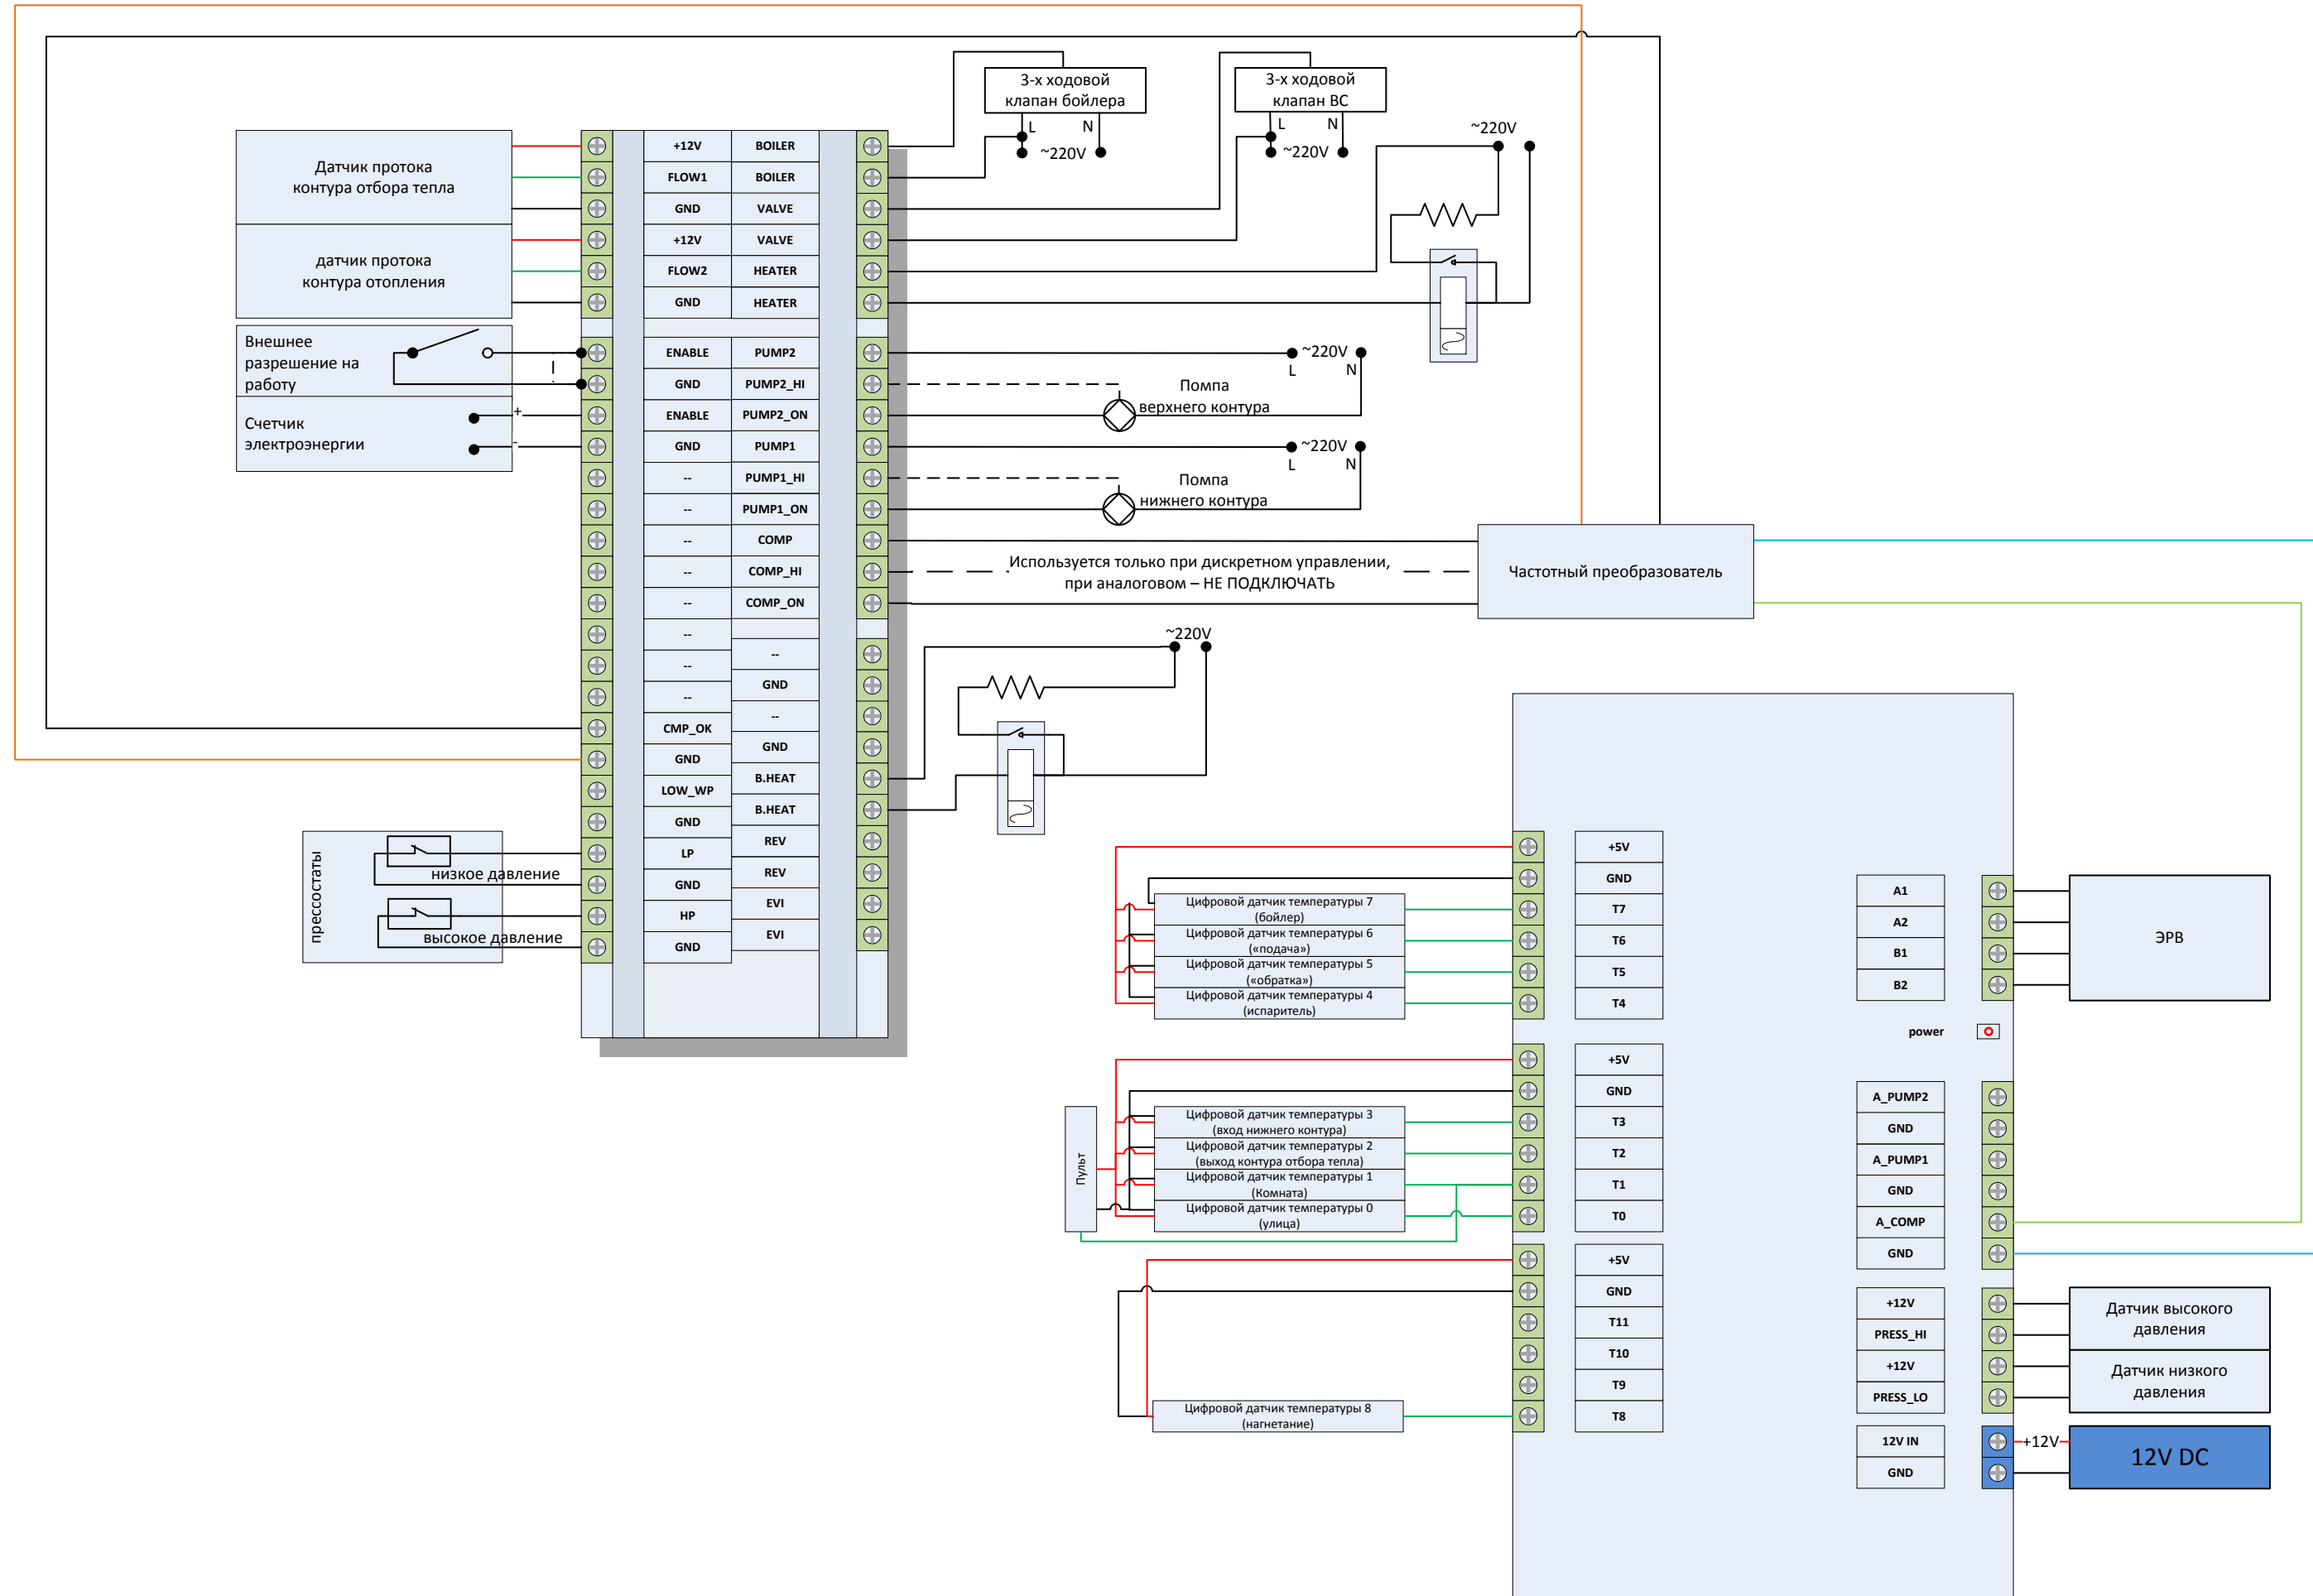 3-х ходовой
клапан бойлера
L
N
~220V
3-х ходовой
клапан ВС
L
N
~220V
~220V
Датчик протока
контура отбора тепла
датчик протока
контура отопления
Внешнее
разрешение на
работу
Счетчик
электроэнергии
+
-
+12V
FLOW1
GND
+12V
FLOW2
GND
ENABLE
GND
ENABLE
GND
--
--
--
--
--
--
--
--
CMP_OK
GND
LOW_WP
GND
LP
GND
HP
GND
BOILER
BOILER
VALVE
VALVE
HEATER
HEATER
PUMP2
PUMP2_HI
PUMP2_ON
PUMP1
PUMP1_HI
PUMP1_ON
COMP
COMP_HI
COMP_ON
--
GND
--
GND
B.HEAT
B.HEAT
REV
REV
EVI
EVI
~220V
L
N
Помпа
верхнего контура
~220V
L
N
Помпа
нижнего контура
Используется только при дискретном управлении,
при аналоговом – НЕ ПОДКЛЮЧАТЬ
Частотный преобразователь
~220V
прессостаты
низкое давление
высокое давление
Цифровой датчик температуры 7
(бойлер)
Цифровой датчик температуры 6
(«подача»)
Цифровой датчик температуры 5
(«обратка»)
Цифровой датчик температуры 4
(испаритель)
Пульт
Цифровой датчик температуры 3
(вход нижнего контура)
Цифровой датчик температуры 2
(выход контура отбора тепла)
Цифровой датчик температуры 1
(Комната)
Цифровой датчик температуры 0
(улица)
Цифровой датчик температуры 8
(нагнетание)
+5V
GND
T7
T6
T5
T4
+5V
GND
T3
T2
T1
T0
+5V
GND
T11
T10
T9
T8
A1
A2
B1
B2
power
A_PUMP2
GND
A_PUMP1
GND
A_COMP
GND
+12V
PRESS_HI
+12V
PRESS_LO
12V IN
GND
ЭРВ
Датчик высокого
давления
Датчик низкого
давления
+12V
12V DC